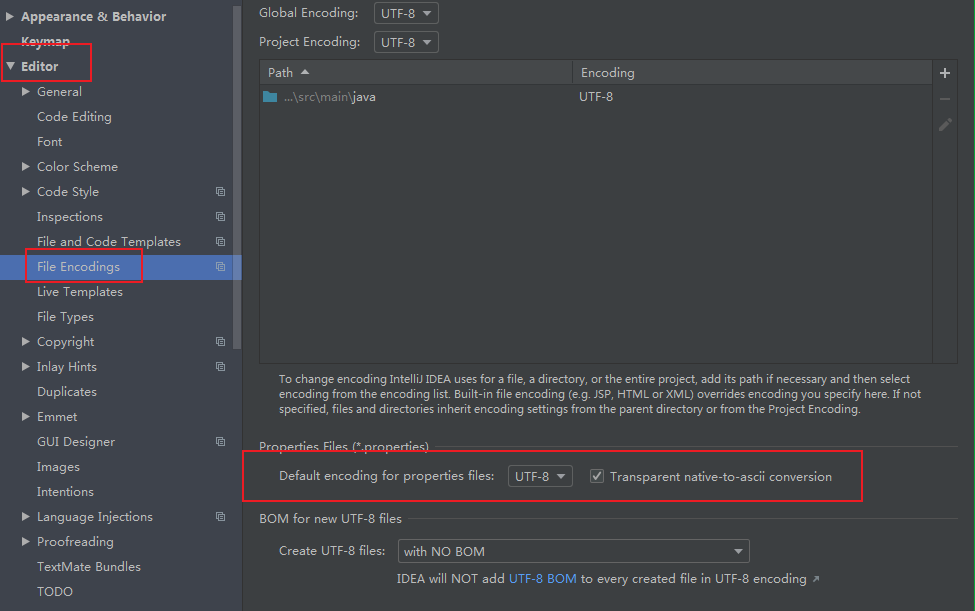 Appearance & Behavior
Keymap
Editor
General
Code Editing
Font
Color Scheme
Code Style
Inspections
File and Code Templates
File Encodings
Live Templates
File Types
Copyright
Inlay Hints
Duplicates
Emmet
GUI Designer
Images
Intentions
Language Injections
Proofreading
TextMate Bundles
TODO
Global Encoding: UTF-8
Project Encoding: UTF-8
Path Encoding
...\src\main\java UTF-8
To change encoding IntelliJ IDEA uses for a file, a directory, or the entire project, add its path if necessary and then select
encoding from the encoding list. Built-in file encoding (e.g. JSP, HTML or XML) overrides encoding you specify here. If not
specified, files and directories inherit encoding settings from the parent directory or from the Project Encoding.
Properties Files (*.properties)
Default encoding for properties files: UTF-8 Transparent native-to-ascii conversion
BOM for new UTF-8 files
Create UTF-8 files: with NO BOM
IDEA will NOT add UTF-8 BOM to every created file in UTF-8 encoding